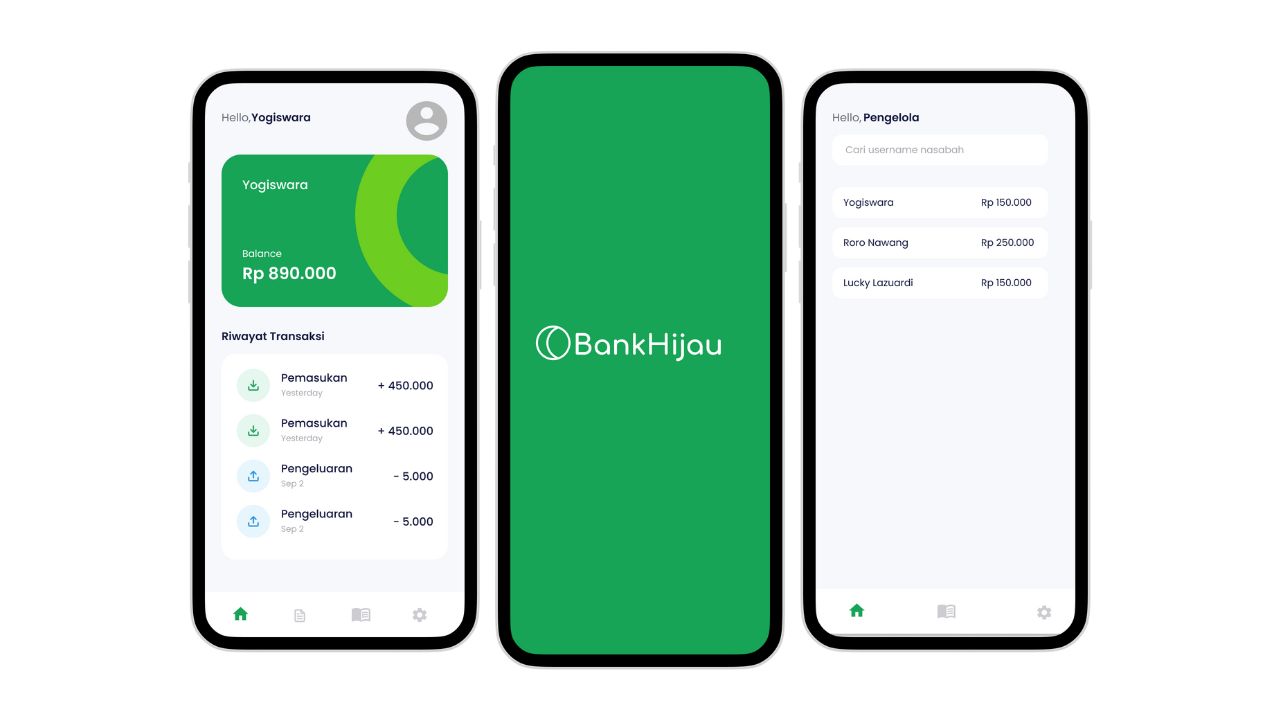 Hello, Yogiswara
Yogiswara
Balance
Rp 890.000
Riwayat Transaksi
Pemasukan
Yesterday
+ 450.000
Pemasukan
Yesterday
+ 450.000
Pengeluaran
Sep 2
- 5.000
Pengeluaran
Sep 2
- 5.000
BankHijau
Hello, Pengelola
Cari username nasabah
Yogiswara Rp 150.000
Roro Nawang Rp 250.000
Lucky Lazuardi Rp 150.000